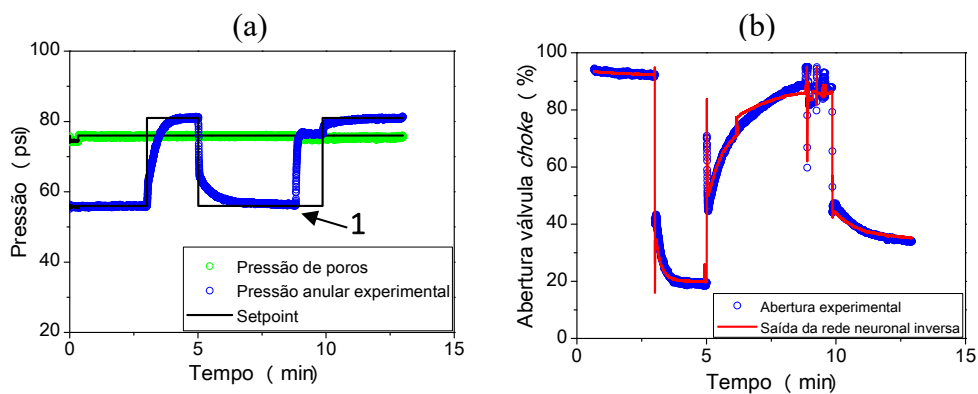 (a)
Pressão ( psi)
100
80
60
40
20
0
5
10
15
Tempo ( min)
1
Pressão de poros
Pressão anular experimental
Setpoint
(b)
Abertura válvula choke ( %)
100
80
60
40
20
0
0
5
10
15
Tempo ( min)
Abertura experimental
Saída da rede neuronal inversa